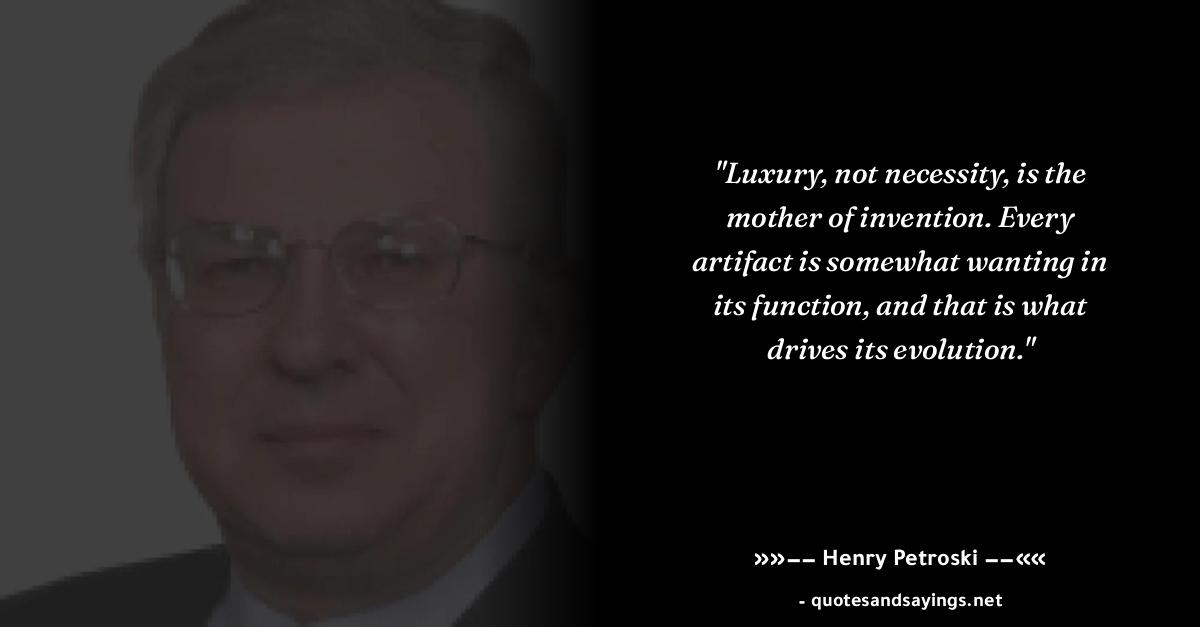 "Luxury, not necessity, is the
mother of invention. Every
artifact is somewhat wanting in
its function, and that is what
drives its evolution."
»»−− Henry Petroski −−««
- quotesandsayings.net